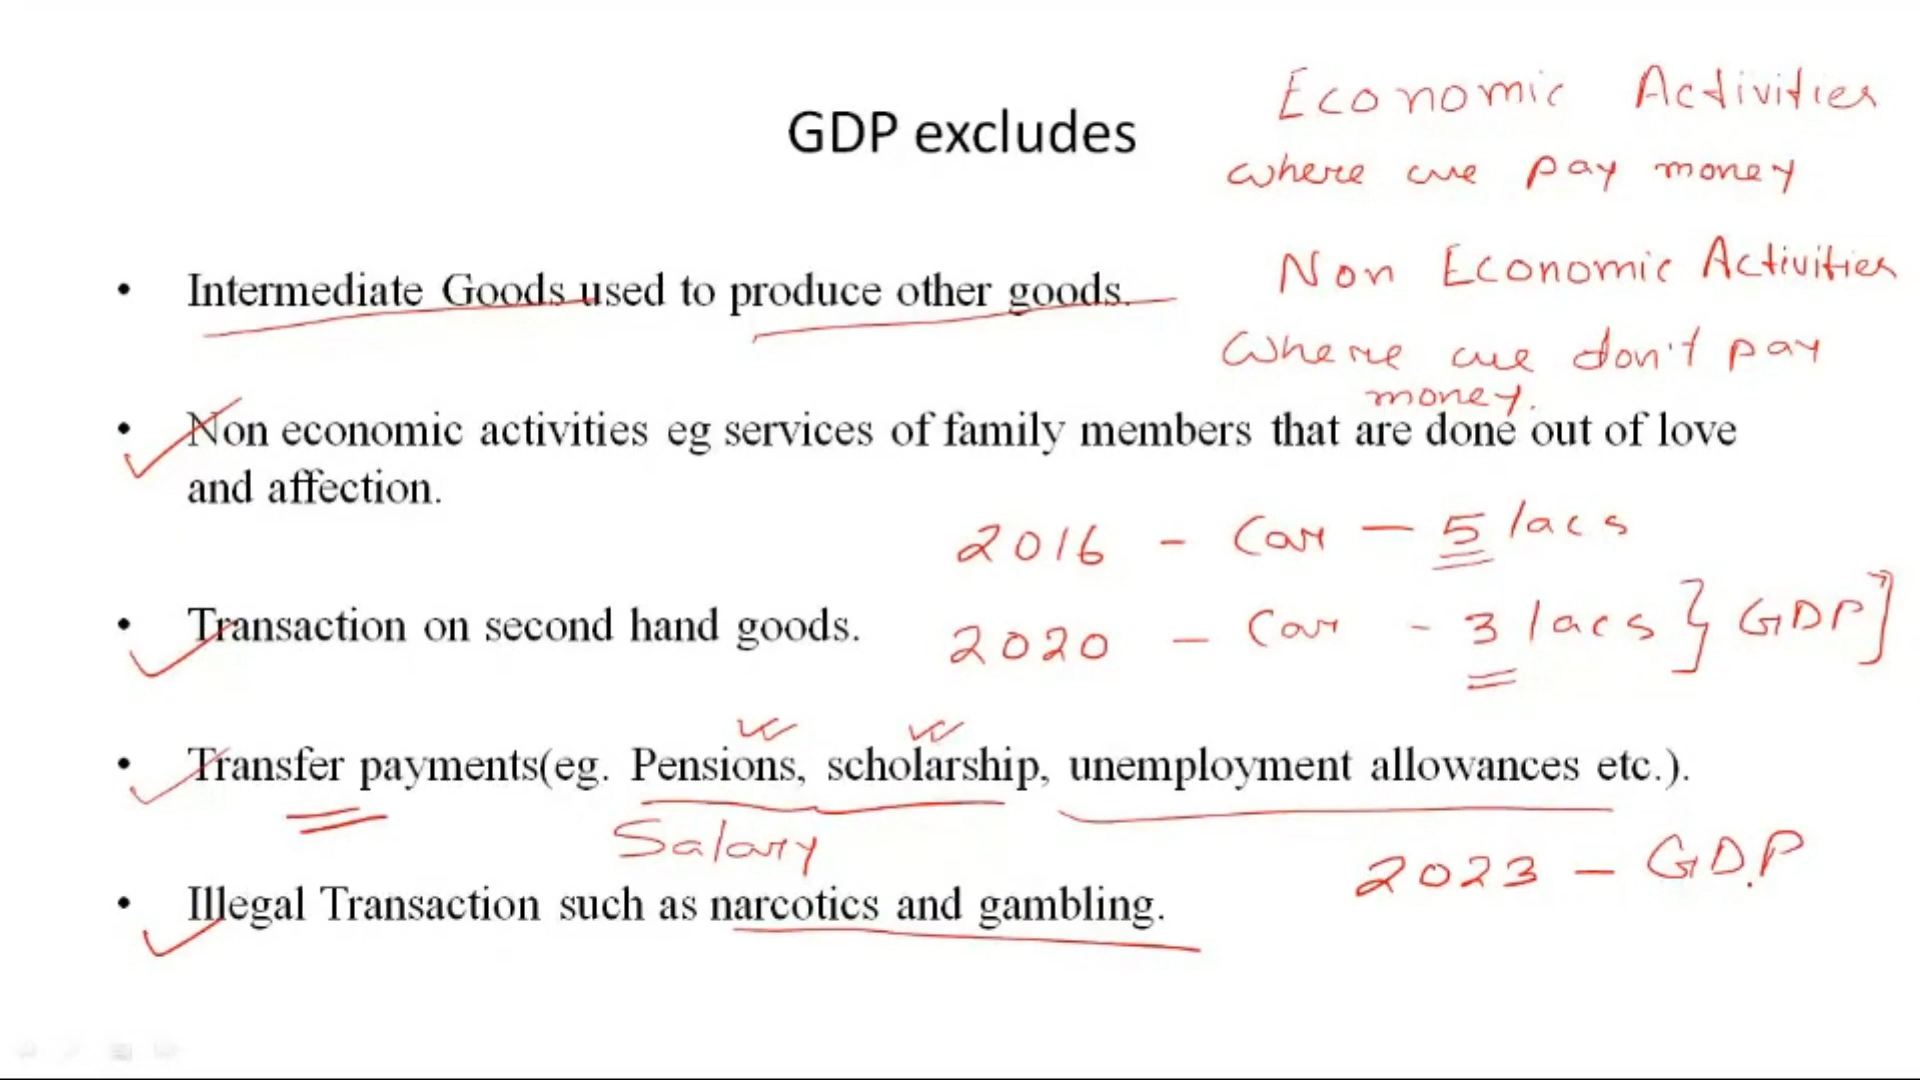 GDP excludes
Economic Activities
where we pay money
Non Economic Activities
where we don't pay
money.
• Intermediate Goods used to produce other goods.
• Non economic activities eg services of family members that are done out of love
and affection.
2016 - Car - 5 lacs
• Transaction on second hand goods.
2020 - Car - 3 lacs } GDP]
• Transfer payments(eg. Pensions, scholarship, unemployment allowances etc.).
Salary
2023 - GDP
• Illegal Transaction such as narcotics and gambling.